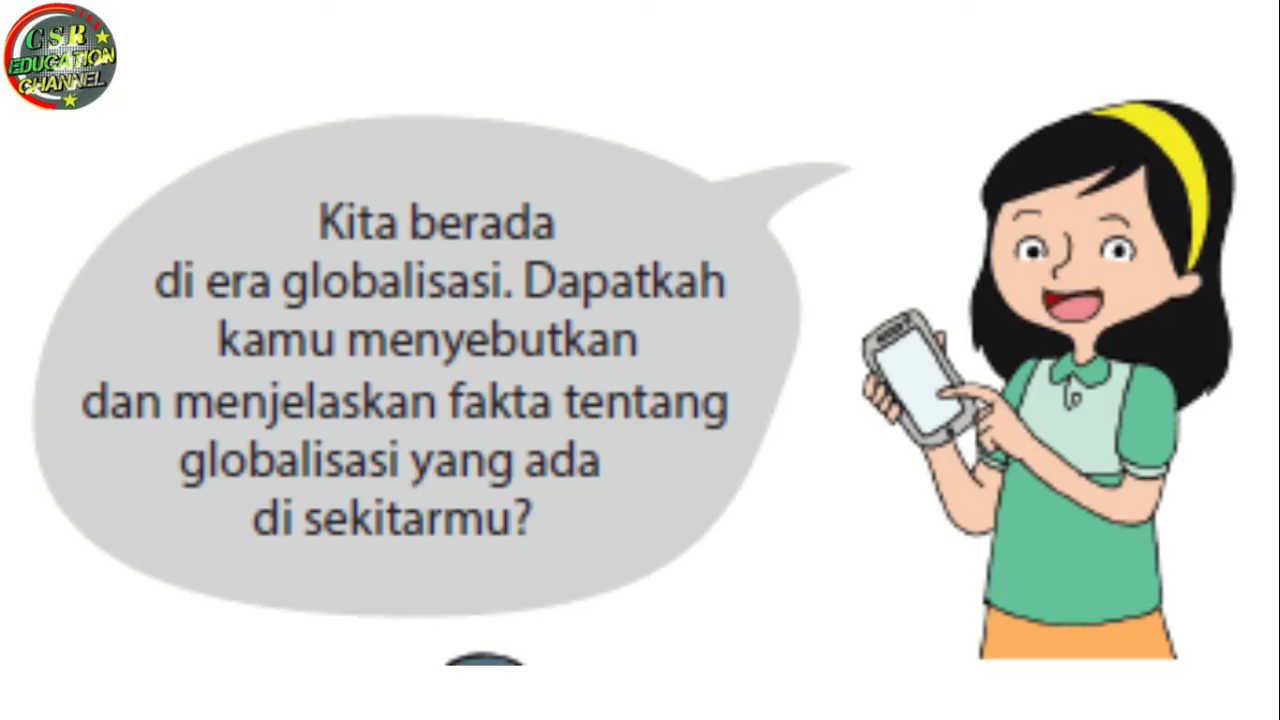 CSR
EDUCATION
CHANNEL
Kita berada
di era globalisasi. Dapatkah
kamu menyebutkan
dan menjelaskan fakta tentang
globalisasi yang ada
di sekitarmu?